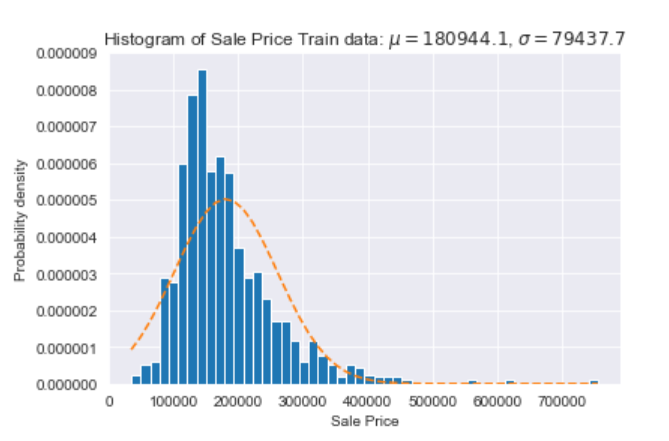 Histogram of Sale Price Train data: μ = 180944.1, σ = 79437.7
0.000009
0.000008
0.000007
0.000006
0.000005
0.000004
0.000003
0.000002
0.000001
0.000000
Probability density
0 100000 200000 300000 400000 500000 600000 700000
Sale Price